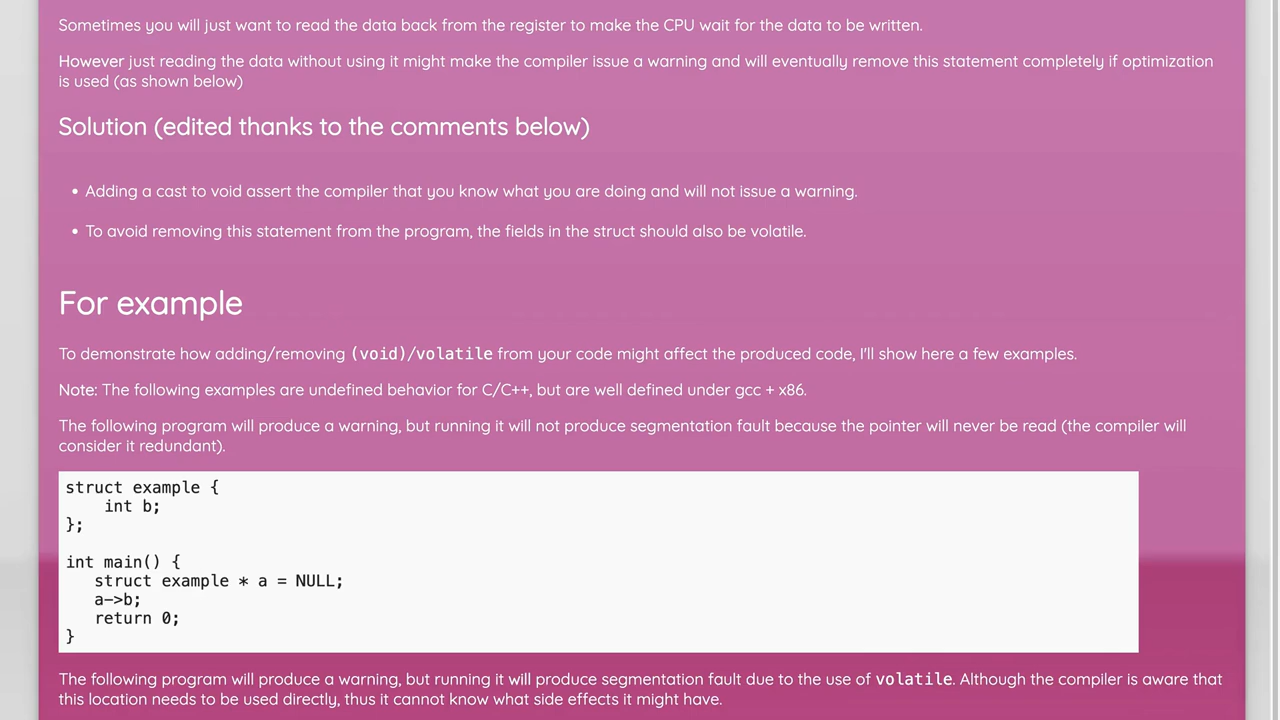 Sometimes you will just want to read the data back from the register to make the CPU wait for the data to be written.
However just reading the data without using it might make the compiler issue a warning and will eventually remove this statement completely if optimization
is used (as shown below)
Solution (edited thanks to the comments below)
• Adding a cast to void assert the compiler that you know what you are doing and will not issue a warning.
• To avoid removing this statement from the program, the fields in the struct should also be volatile.
For example
To demonstrate how adding/removing (void)/volatile from your code might affect the produced code, I'll show here a few examples.
Note: The following examples are undefined behavior for C/C++, but are well defined under gcc + x86.
The following program will produce a warning, but running it will not produce segmentation fault because the pointer will never be read (the compiler will
consider it redundant).
struct example {
    int b;
};
int main() {
   struct example * a = NULL;
   a->b;
   return 0;
}
The following program will produce a warning, but running it will produce segmentation fault due to the use of volatile. Although the compiler is aware that
this location needs to be used directly, thus it cannot know what side effects it might have.